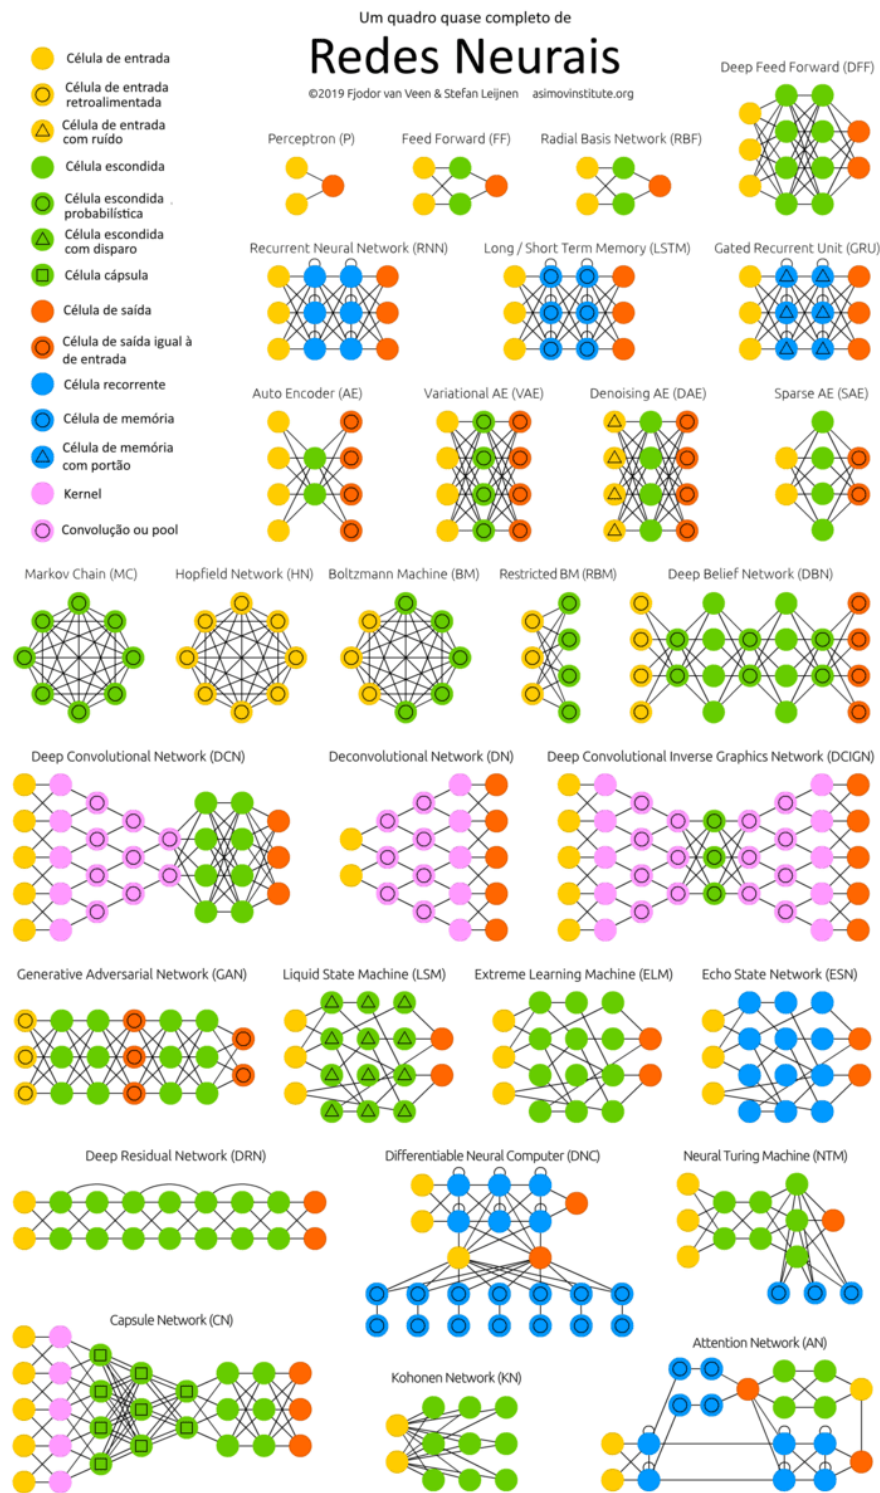 Um quadro quase completo de
Redes Neurais
©2019 Fjodor van Veen & Stefan Leijnen asimovinstitute.org
Célula de entrada
Célula de entrada
retroalimentada
Célula de entrada
com ruído
Célula escondida
Célula escondida
probabilística
Célula escondida
com disparo
Célula cápsula
Célula de saída
Célula de saída igual à
de entrada
Célula recorrente
Célula de memória
Célula de memória
com portão
Kernel
Convolução ou pool
Deep Feed Forward (DFF)
Perceptron (P)
Feed Forward (FF)
Radial Basis Network (RBF)
Recurrent Neural Network (RNN)
Long / Short Term Memory (LSTM)
Gated Recurrent Unit (GRU)
Auto Encoder (AE)
Variational AE (VAE)
Denoising AE (DAE)
Sparse AE (SAE)
Markov Chain (MC)
Hopfield Network (HN)
Boltzmann Machine (BM)
Restricted BM (RBM)
Deep Belief Network (DBN)
Deep Convolutional Network (DCN)
Deconvolutional Network (DN)
Deep Convolutional Inverse Graphics Network (DCIGN)
Generative Adversarial Network (GAN)
Liquid State Machine (LSM)
Extreme Learning Machine (ELM)
Echo State Network (ESN)
Deep Residual Network (DRN)
Differentiable Neural Computer (DNC)
Neural Turing Machine (NTM)
Capsule Network (CN)
Kohonen Network (KN)
Attention Network (AN)